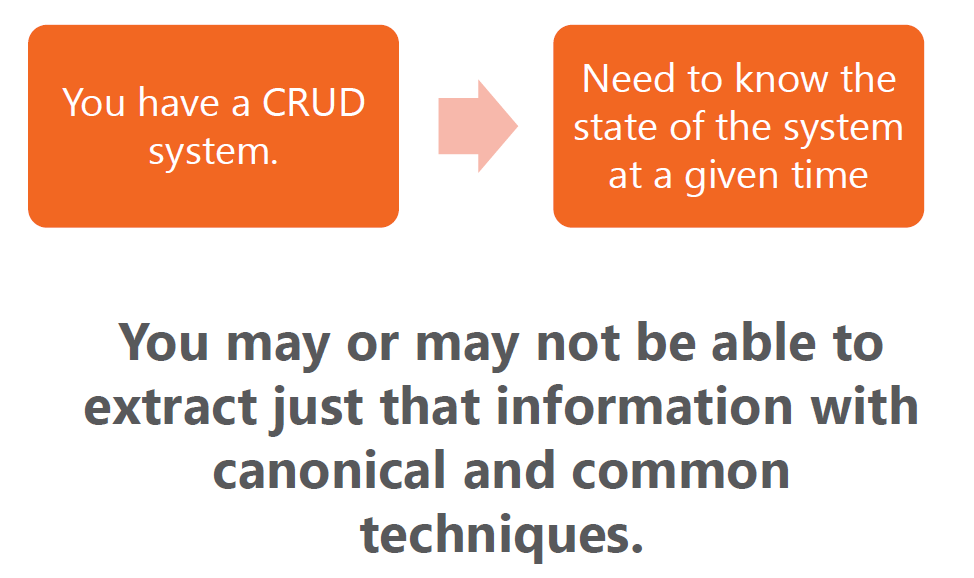 You have a CRUD
system.
Need to know the
state of the system
at a given time
You may or may not be able to
extract just that information with
canonical and common
techniques.